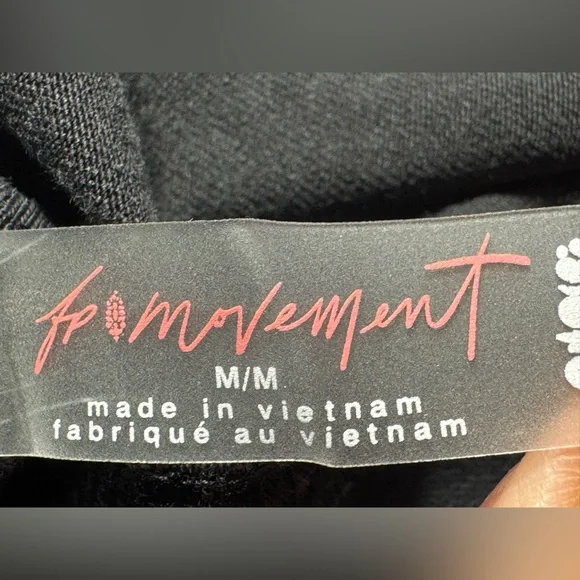 fp movement
M/M
made in vietnam
fabriqué au vietnam